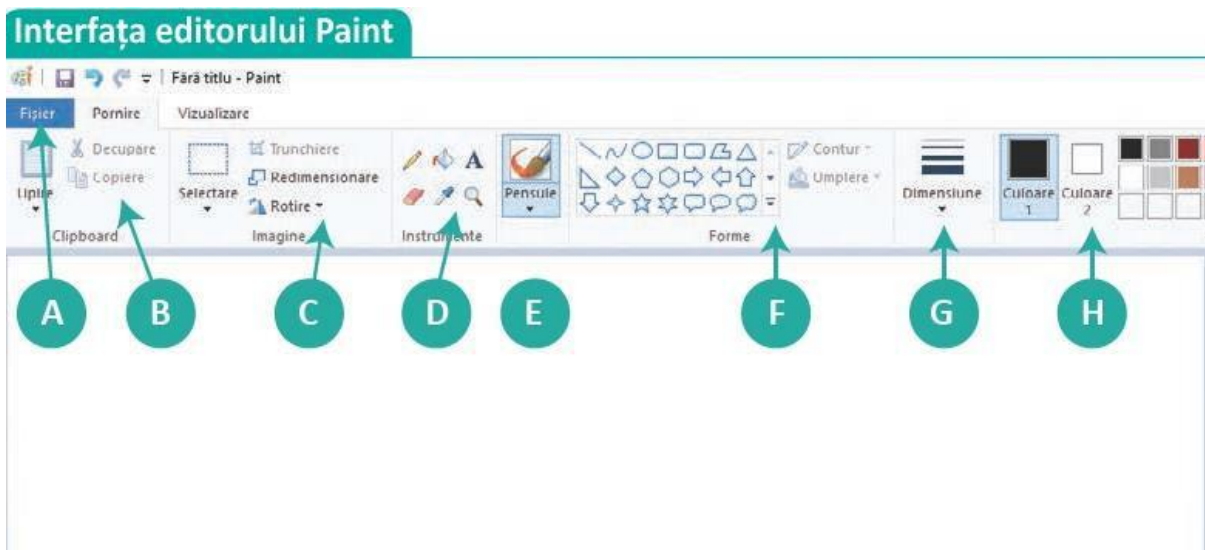 Interfața editorului Paint
Fără titlu - Paint
Fișier Pornire Vizualizare
Lipire
Decupare
Copiere
Clipboard
Selectare
Trunchiere
Redimensionare
Rotire
Imagine
A
Instrumente
Pensule
Contur
Umplere
Forme
Dimensiune
Culoare 1
Culoare 2
A B C D E F G H